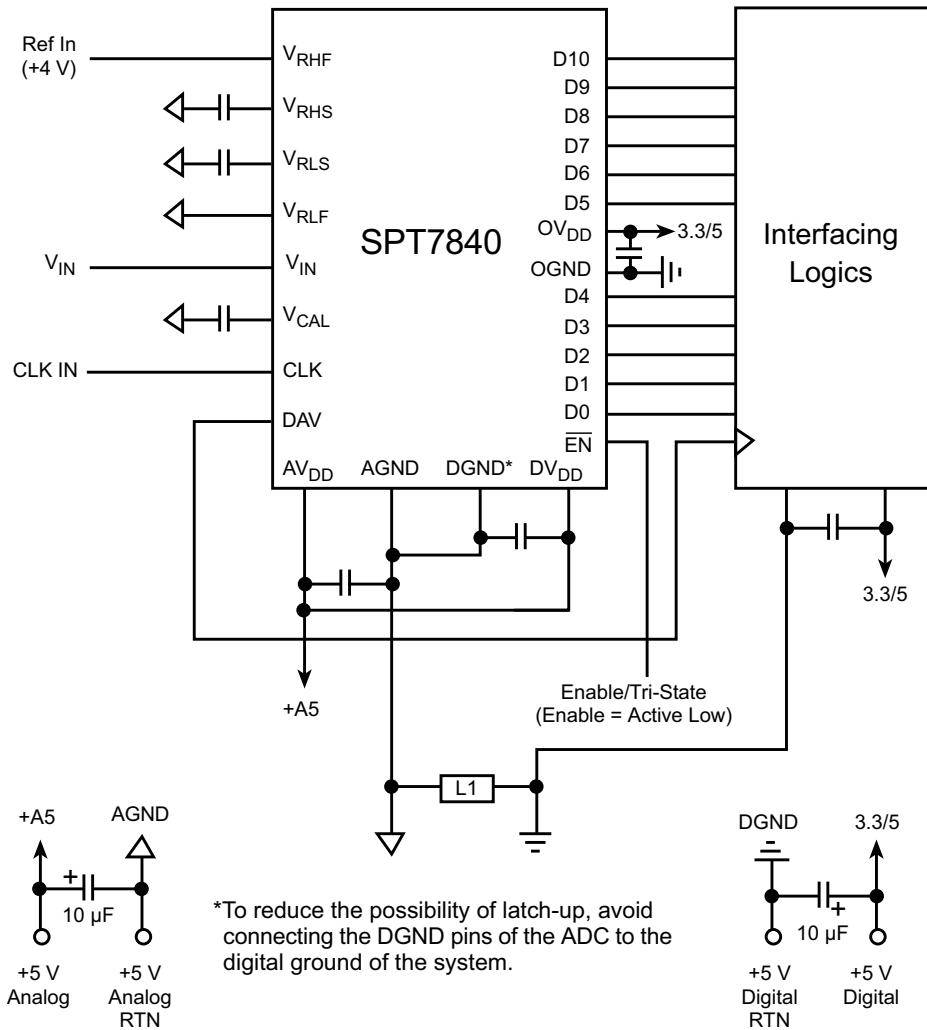 Ref In
(+4 V)
VRHF
VRHS
VRLS
VRLF
VIN
VIN
VCAL
CLK IN
CLK
DAV
AVDD
AGND
DGND*
DVDD
SPT7840
D10
D9
D8
D7
D6
D5
OVDD
3.3/5
OGND
D4
D3
D2
D1
D0
EN
Interfacing
Logics
3.3/5
+A5
Enable/Tri-State
(Enable = Active Low)
L1
+A5
AGND
+
10 µF
+5 V
Analog
+5 V
Analog
RTN
*To reduce the possibility of latch-up, avoid
connecting the DGND pins of the ADC to the
digital ground of the system.
DGND
3.3/5
+
10 µF
+5 V
Digital
RTN
+5 V
Digital